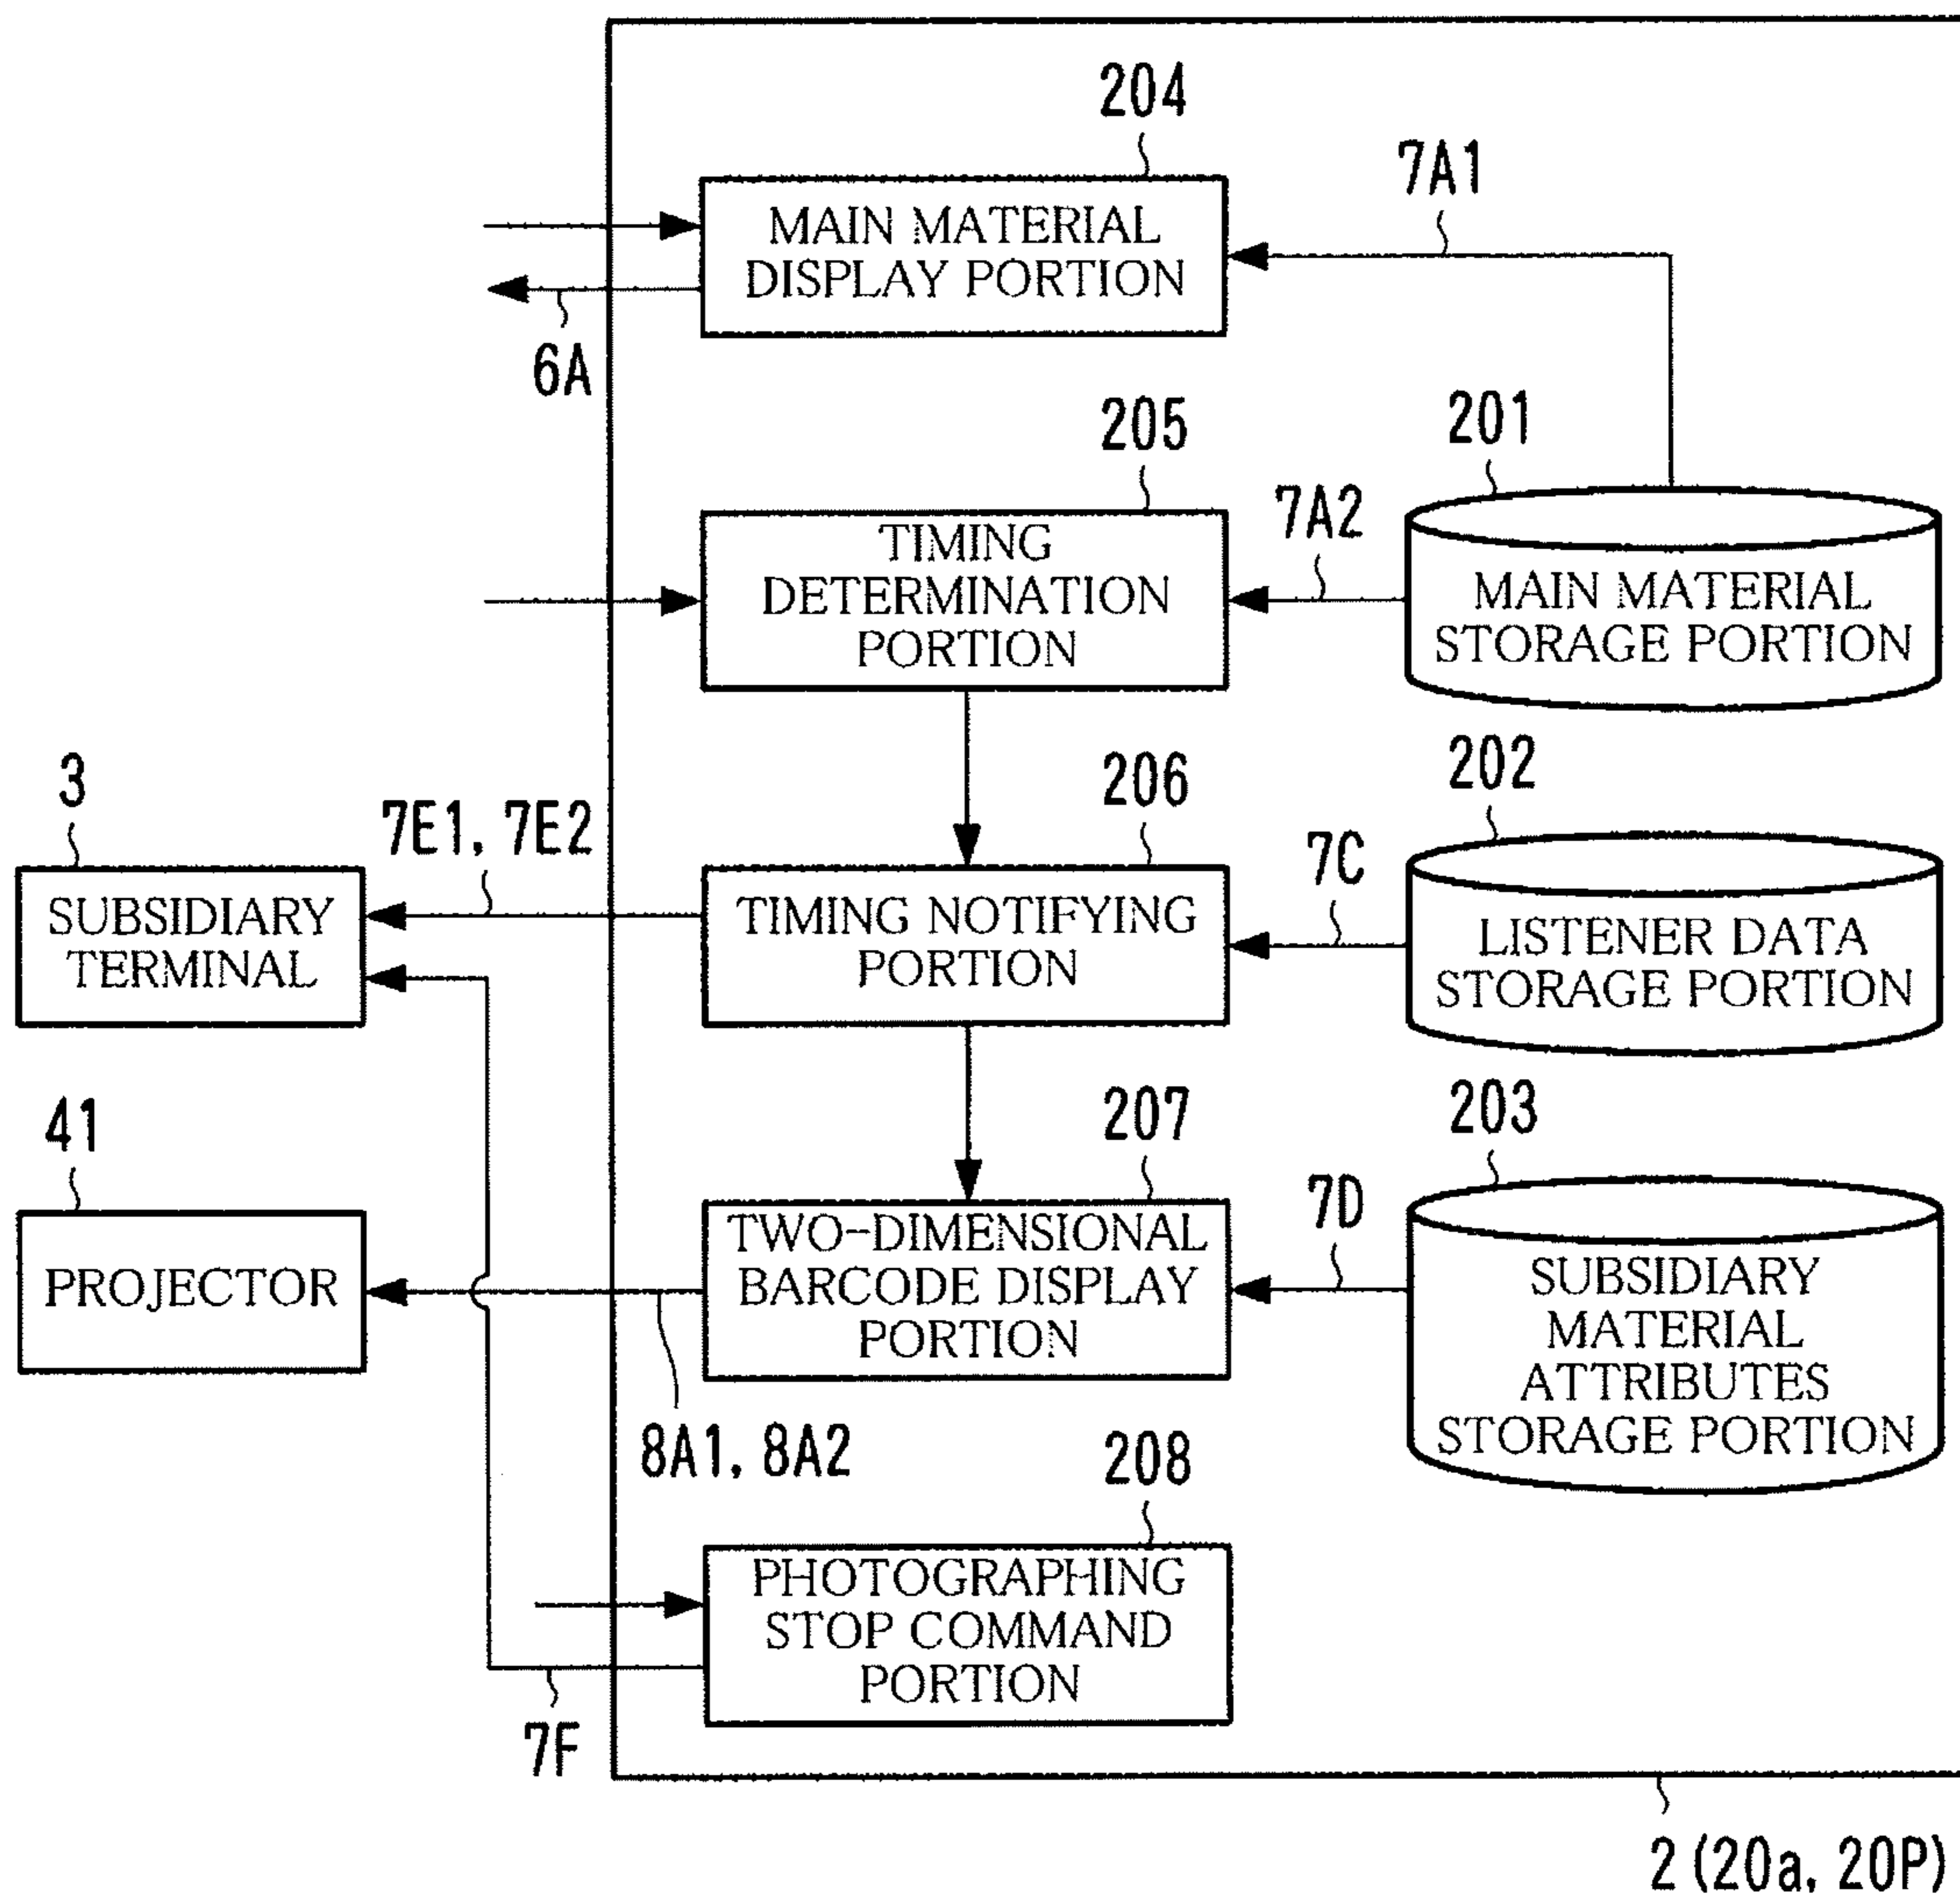 204
7A1
MAIN MATERIAL
DISPLAY PORTION
6A
205
201
7A2
TIMING
DETERMINATION
PORTION
MAIN MATERIAL
STORAGE PORTION
3
7E1, 7E2
206
202
7C
SUBSIDIARY
TERMINAL
TIMING NOTIFYING
PORTION
LISTENER DATA
STORAGE PORTION
41
207
203
7D
PROJECTOR
TWO-DIMENSIONAL
BARCODE DISPLAY
PORTION
SUBSIDIARY
MATERIAL
ATTRIBUTES
STORAGE PORTION
8A1, 8A2
208
PHOTOGRAPHING
STOP COMMAND
PORTION
7F
2 (20a, 20P)